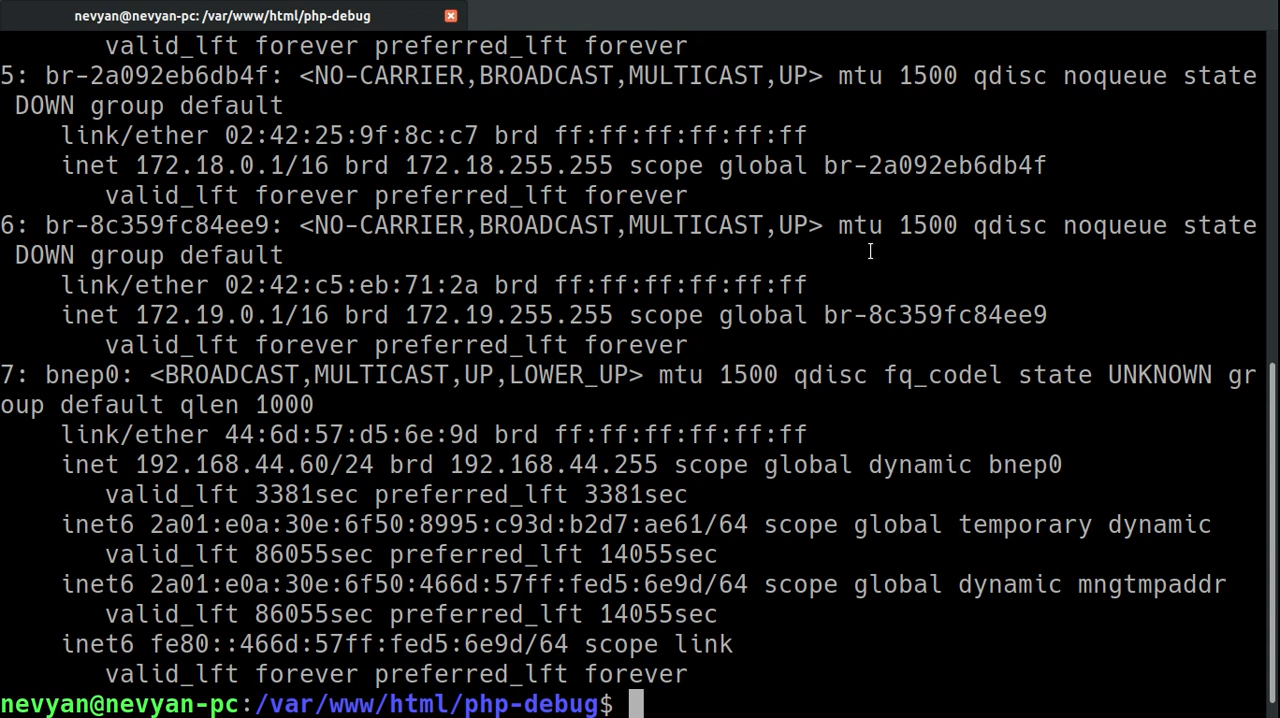 nevyan@nevyan-pc: /var/www/html/php-debug
valid_lft forever preferred_lft forever
5: br-2a092eb6db4f: <NO-CARRIER,BROADCAST,MULTICAST,UP> mtu 1500 qdisc noqueue state
DOWN group default
link/ether 02:42:25:9f:8c:c7 brd ff:ff:ff:ff:ff:ff
inet 172.18.0.1/16 brd 172.18.255.255 scope global br-2a092eb6db4f
valid_lft forever preferred_lft forever
6: br-8c359fc84ee9: <NO-CARRIER,BROADCAST,MULTICAST,UP> mtu 1500 qdisc noqueue state
DOWN group default
link/ether 02:42:c5:eb:71:2a brd ff:ff:ff:ff:ff:ff
inet 172.19.0.1/16 brd 172.19.255.255 scope global br-8c359fc84ee9
valid_lft forever preferred_lft forever
7: bnep0: <BROADCAST,MULTICAST,UP,LOWER_UP> mtu 1500 qdisc fq_codel state UNKNOWN gr
oup default qlen 1000
link/ether 44:6d:57:d5:6e:9d brd ff:ff:ff:ff:ff:ff
inet 192.168.44.60/24 brd 192.168.44.255 scope global dynamic bnep0
valid_lft 3381sec preferred_lft 3381sec
inet6 2a01:e0a:30e:6f50:8995:c93d:b2d7:ae61/64 scope global temporary dynamic
valid_lft 86055sec preferred_lft 14055sec
inet6 2a01:e0a:30e:6f50:466d:57ff:fed5:6e9d/64 scope global dynamic mngtmpaddr
valid_lft 86055sec preferred_lft 14055sec
inet6 fe80::466d:57ff:fed5:6e9d/64 scope link
valid_lft forever preferred_lft forever
nevyan@nevyan-pc:/var/www/html/php-debug$